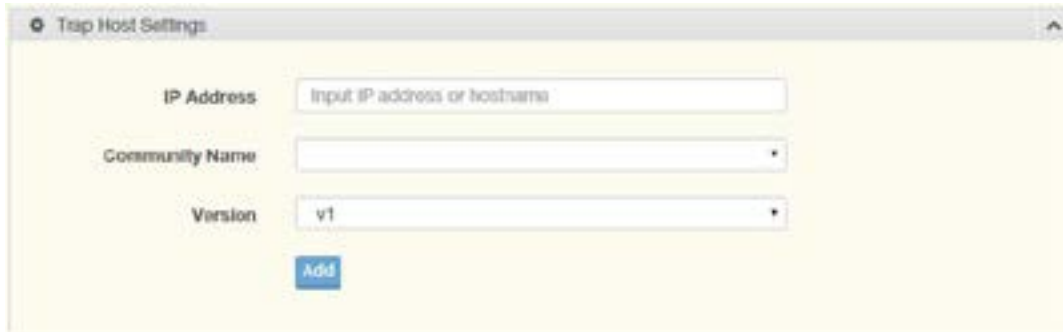 Trap Host Settings
IP Address
Input IP address or hostname
Community Name
Version
v1
Add